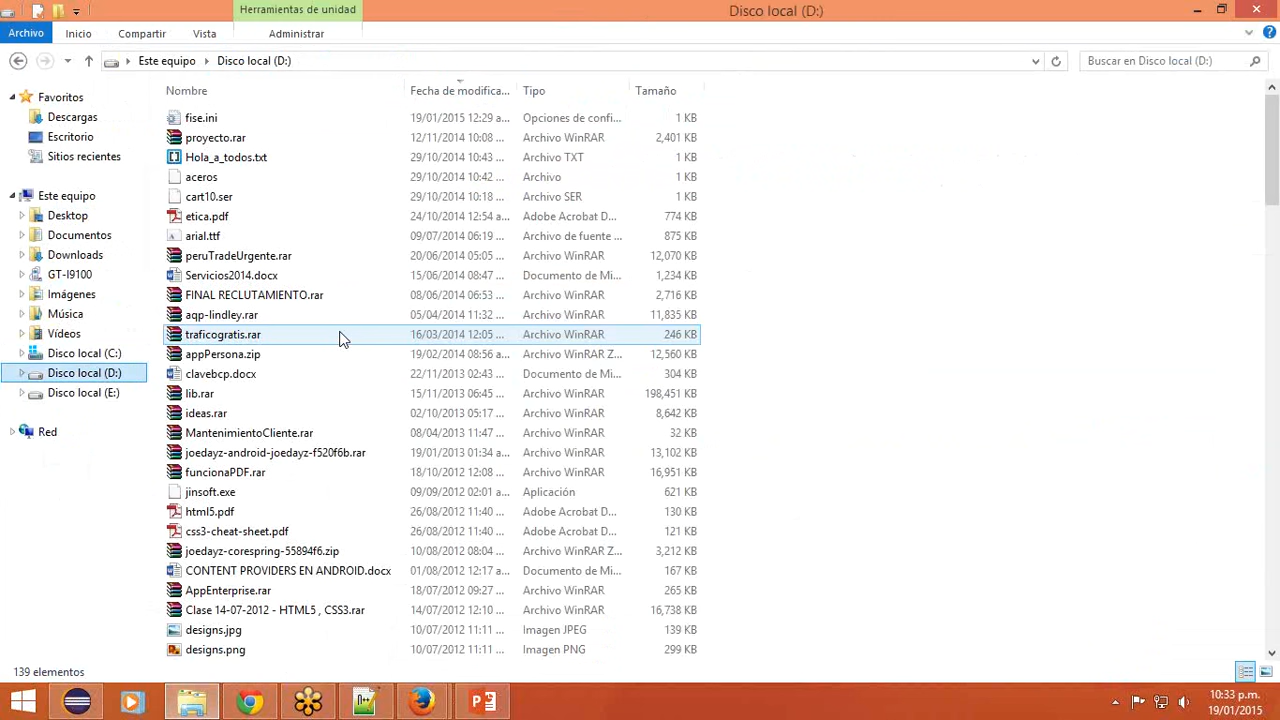 Herramientas de unidad
Disco local (D:)
Archivo Inicio Compartir Vista Administrar
Este equipo Disco local (D:) Buscar en Disco local (D:)
Nombre Fecha de modifica... Tipo Tamaño
Favoritos
Descargas
Escritorio
Sitios recientes
Este equipo
Desktop
Documentos
Downloads
GT-I9100
Imágenes
Música
Vídeos
Disco local (C:)
Disco local (D:)
Disco local (E:)
Red
fise.ini 19/01/2015 12:29 a... Opciones de confi... 1 KB
proyecto.rar 12/11/2014 10:08 ... Archivo WinRAR 2,401 KB
Hola_a_todos.txt 29/10/2014 10:43 ... Archivo TXT 1 KB
aceros 29/10/2014 10:42 ... Archivo 1 KB
cart10.ser 29/10/2014 10:18 ... Archivo SER 1 KB
etica.pdf 24/10/2014 12:54 a... Adobe Acrobat D... 774 KB
arial.ttf 09/07/2014 06:19 ... Archivo de fuente ... 875 KB
peruTradeUrgente.rar 20/06/2014 05:05 ... Archivo WinRAR 12,070 KB
Servicios2014.docx 15/06/2014 08:47 ... Documento de Mi... 1,234 KB
FINAL RECLUTAMIENTO.rar 08/06/2014 06:53 ... Archivo WinRAR 2,716 KB
aqp-lindley.rar 05/04/2014 11:32 ... Archivo WinRAR 11,835 KB
traficogratis.rar 16/03/2014 12:05 ... Archivo WinRAR 246 KB
appPersona.zip 19/02/2014 08:56 a... Archivo WinRAR Z... 12,560 KB
clavebcp.docx 22/11/2013 02:43 ... Documento de Mi... 304 KB
lib.rar 15/11/2013 06:45 ... Archivo WinRAR 198,451 KB
ideas.rar 02/10/2013 05:17 ... Archivo WinRAR 8,642 KB
MantenimientoCliente.rar 08/04/2013 11:47 ... Archivo WinRAR 32 KB
joedayz-android-joedayz-f520f6b.rar 19/01/2013 01:34 a... Archivo WinRAR 13,102 KB
funcionaPDF.rar 18/10/2012 12:08 ... Archivo WinRAR 16,951 KB
jinsoft.exe 09/09/2012 02:01 a... Aplicación 621 KB
html5.pdf 26/08/2012 11:40 ... Adobe Acrobat D... 130 KB
css3-cheat-sheet.pdf 26/08/2012 11:40 ... Adobe Acrobat D... 121 KB
joedayz-corespring-55894f6.zip 10/08/2012 08:04 ... Archivo WinRAR Z... 3,212 KB
CONTENT PROVIDERS EN ANDROID.docx 01/08/2012 12:17 a... Documento de Mi... 167 KB
AppEnterprise.rar 18/07/2012 09:27 ... Archivo WinRAR 265 KB
Clase 14-07-2012 - HTML5 , CSS3.rar 14/07/2012 12:10 ... Archivo WinRAR 16,738 KB
designs.jpg 10/07/2012 11:11 ... Imagen JPEG 139 KB
designs.png 10/07/2012 11:11 ... Imagen PNG 299 KB
139 elementos
10:33 p.m.
19/01/2015